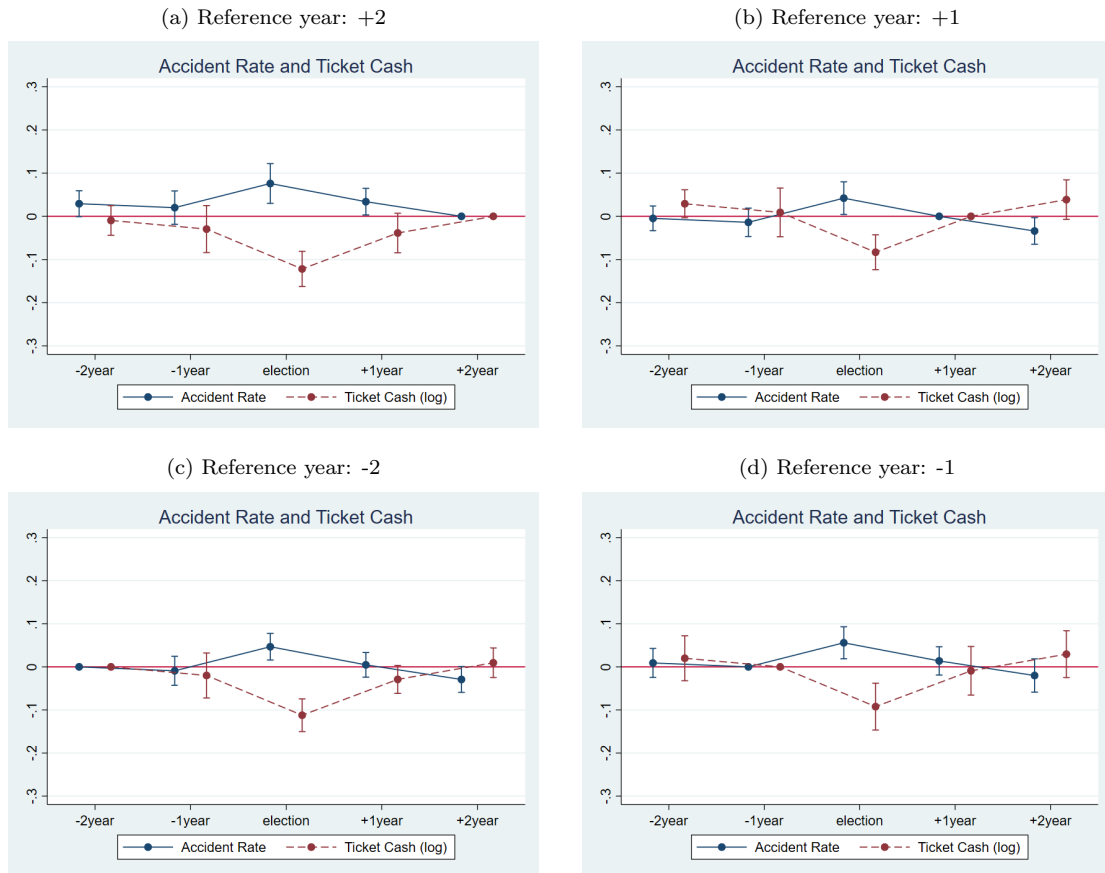 (a) Reference year: +2
Accident Rate and Ticket Cash
.3
.2
.1
0
-.1
-.2
-.3
-2year -1year election +1year +2year
Accident Rate Ticket Cash (log)
(b) Reference year: +1
Accident Rate and Ticket Cash
.3
.2
.1
0
-.1
-.2
-.3
-2year -1year election +1year +2year
Accident Rate Ticket Cash (log)
(c) Reference year: -2
Accident Rate and Ticket Cash
.3
.2
.1
0
-.1
-.2
-.3
-2year -1year election +1year +2year
Accident Rate Ticket Cash (log)
(d) Reference year: -1
Accident Rate and Ticket Cash
.3
.2
.1
0
-.1
-.2
-.3
-2year -1year election +1year +2year
Accident Rate Ticket Cash (log)